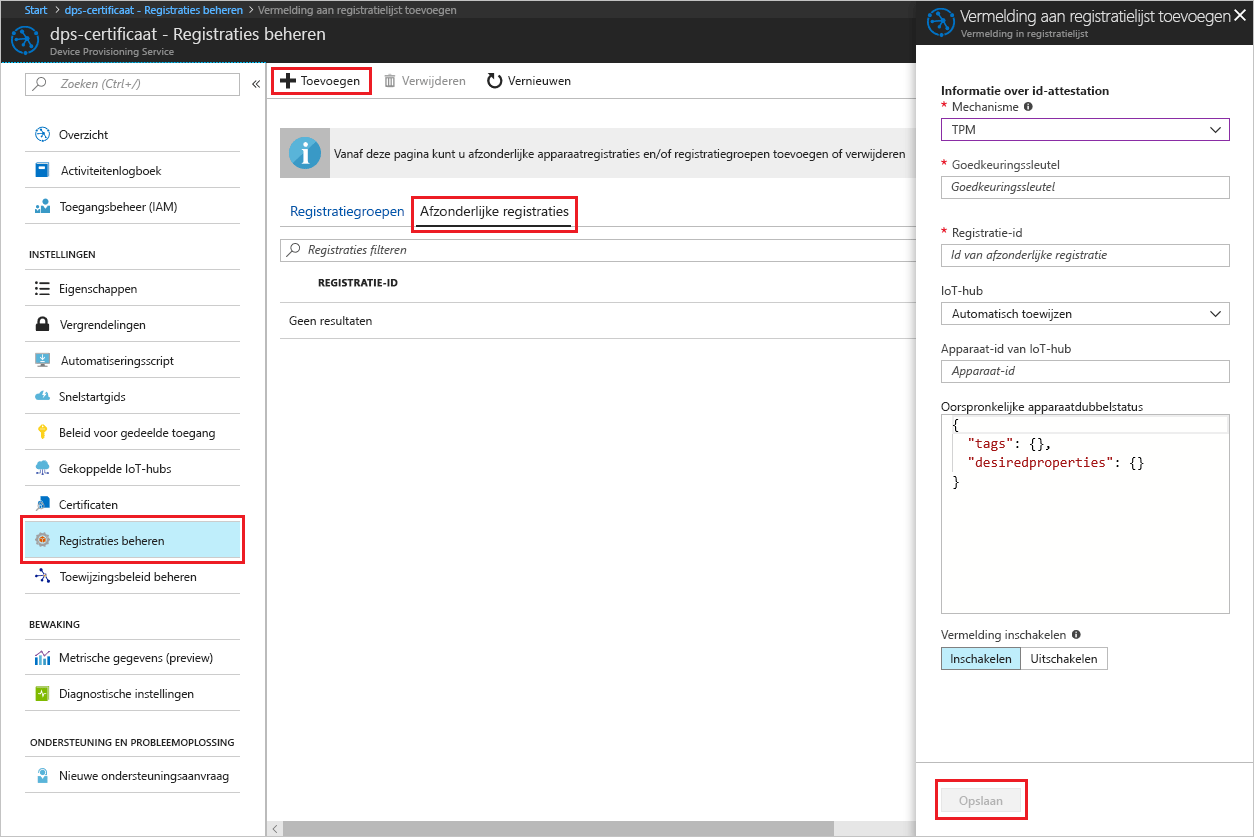 Start > dps-certificaat - Registraties beheren > Vermelding aan registratielijst toevoegen
dps-certificaat - Registraties beheren
Device Provisioning Service
Zoeken (Ctrl+/)
Overzicht
Activiteitenlogboek
Toegangsbeheer (IAM)
INSTELLINGEN
Eigenschappen
Vergrendelingen
Automatiseringsscript
Snelstartgids
Beleid voor gedeelde toegang
Gekoppelde IoT-hubs
Certificaten
Registraties beheren
Toewijzingsbeleid beheren
BEWAKING
Metrische gegevens (preview)
Diagnostische instellingen
ONDERSTEUNING EN PROBLEEMOPLOSSING
Nieuwe ondersteuningsaanvraag
Toevoegen Verwijderen Vernieuwen
Vanaf deze pagina kunt u afzonderlijke apparaatregistraties en/of registratiegroepen toevoegen of verwijderen
Registratiegroepen Afzonderlijke registraties
Registraties filteren
REGISTRATIE-ID
Geen resultaten
Vermelding aan registratielijst toevoegen
Vermelding in registratielijst
Informatie over id-attestation
* Mechanisme
TPM
* Goedkeuringssleutel
Goedkeuringssleutel
* Registratie-id
Id van afzonderlijke registratie
IoT-hub
Automatisch toewijzen
Apparaat-id van IoT-hub
Apparaat-id
Oorspronkelijke apparaatdubbelstatus
{
"tags": {},
"desiredproperties": {}
}
Vermelding inschakelen
Inschakelen Uitschakelen
Opslaan